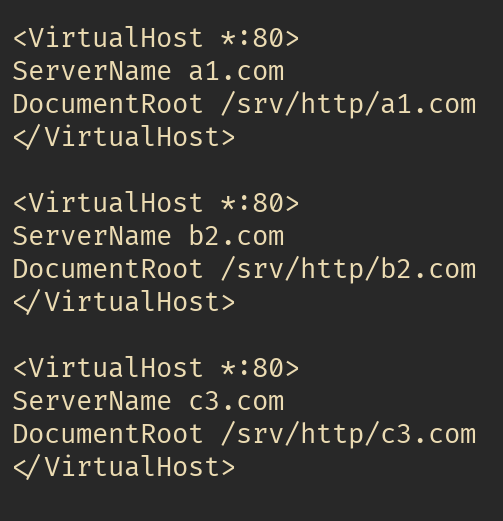 <VirtualHost *:80>
ServerName a1.com
DocumentRoot /srv/http/a1.com
</VirtualHost>

<VirtualHost *:80>
ServerName b2.com
DocumentRoot /srv/http/b2.com
</VirtualHost>

<VirtualHost *:80>
ServerName c3.com
DocumentRoot /srv/http/c3.com
</VirtualHost>